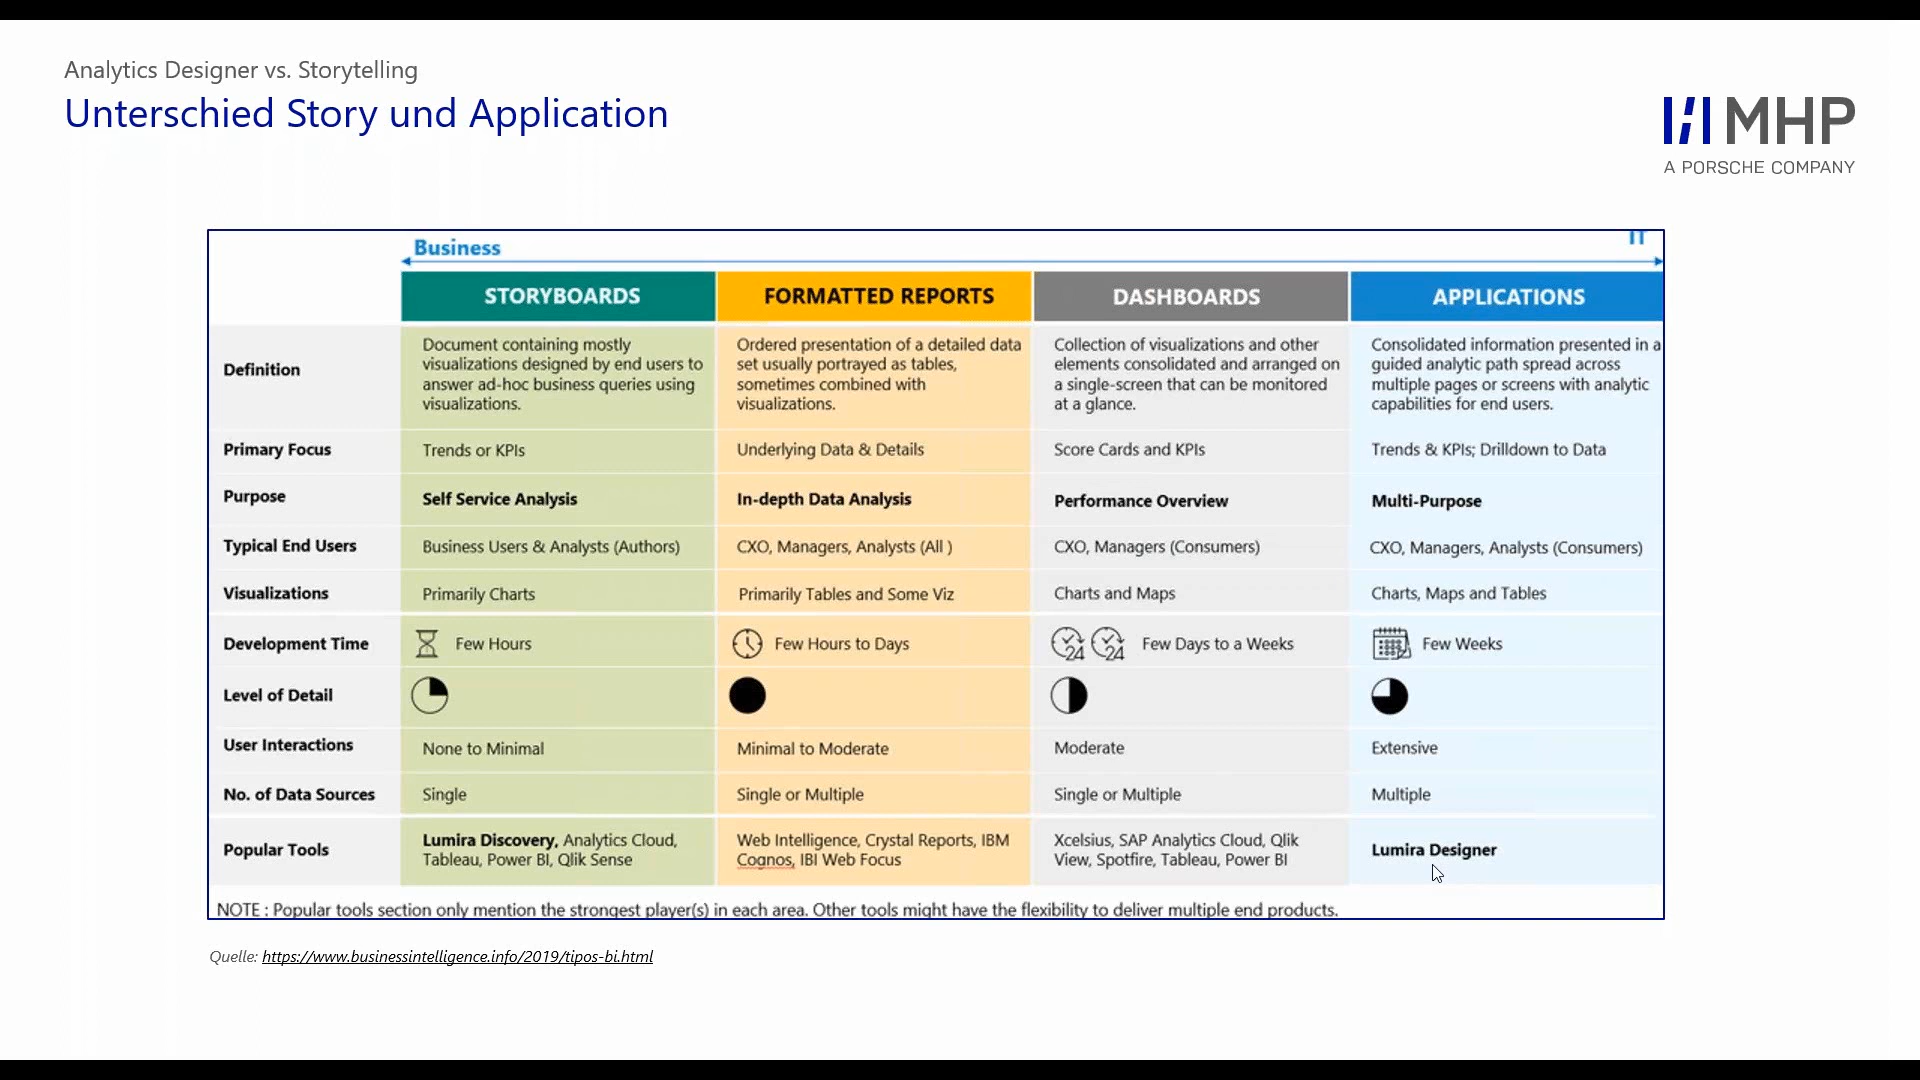 Analytics Designer vs. Storytelling
Unterschied Story und Application
MHP
A PORSCHE COMPANY
Business
IT
STORYBOARDS
FORMATTED REPORTS
DASHBOARDS
APPLICATIONS
Definition
Document containing mostly
visualizations designed by end users to
answer ad-hoc business queries using
visualizations.
Ordered presentation of a detailed data
set usually portrayed as tables,
sometimes combined with
visualizations.
Collection of visualizations and other
elements consolidated and arranged on
a single-screen that can be monitored
at a glance.
Consolidated information presented in a
guided analytic path spread across
multiple pages or screens with analytic
capabilities for end users.
Primary Focus
Trends or KPIs
Underlying Data & Details
Score Cards and KPIs
Trends & KPIs; Drilldown to Data
Purpose
Self Service Analysis
In-depth Data Analysis
Performance Overview
Multi-Purpose
Typical End Users
Business Users & Analysts (Authors)
CXO, Managers, Analysts (All )
CXO, Managers (Consumers)
CXO, Managers, Analysts (Consumers)
Visualizations
Primarily Charts
Primarily Tables and Some Viz
Charts and Maps
Charts, Maps and Tables
Development Time
Few Hours
Few Hours to Days
24
24
Few Days to a Weeks
Few Weeks
Level of Detail
User Interactions
None to Minimal
Minimal to Moderate
Moderate
Extensive
No. of Data Sources
Single
Single or Multiple
Single or Multiple
Multiple
Popular Tools
Lumira Discovery, Analytics Cloud,
Tableau, Power BI, Qlik Sense
Web Intelligence, Crystal Reports, IBM
Cognos, IBI Web Focus
Xcelsius, SAP Analytics Cloud, Qlik
View, Spotfire, Tableau, Power BI
Lumira Designer
NOTE : Popular tools section only mention the strongest player(s) in each area. Other tools might have the flexibility to deliver multiple end products.
Quelle: https://www.businessintelligence.info/2019/tipos-bi.html